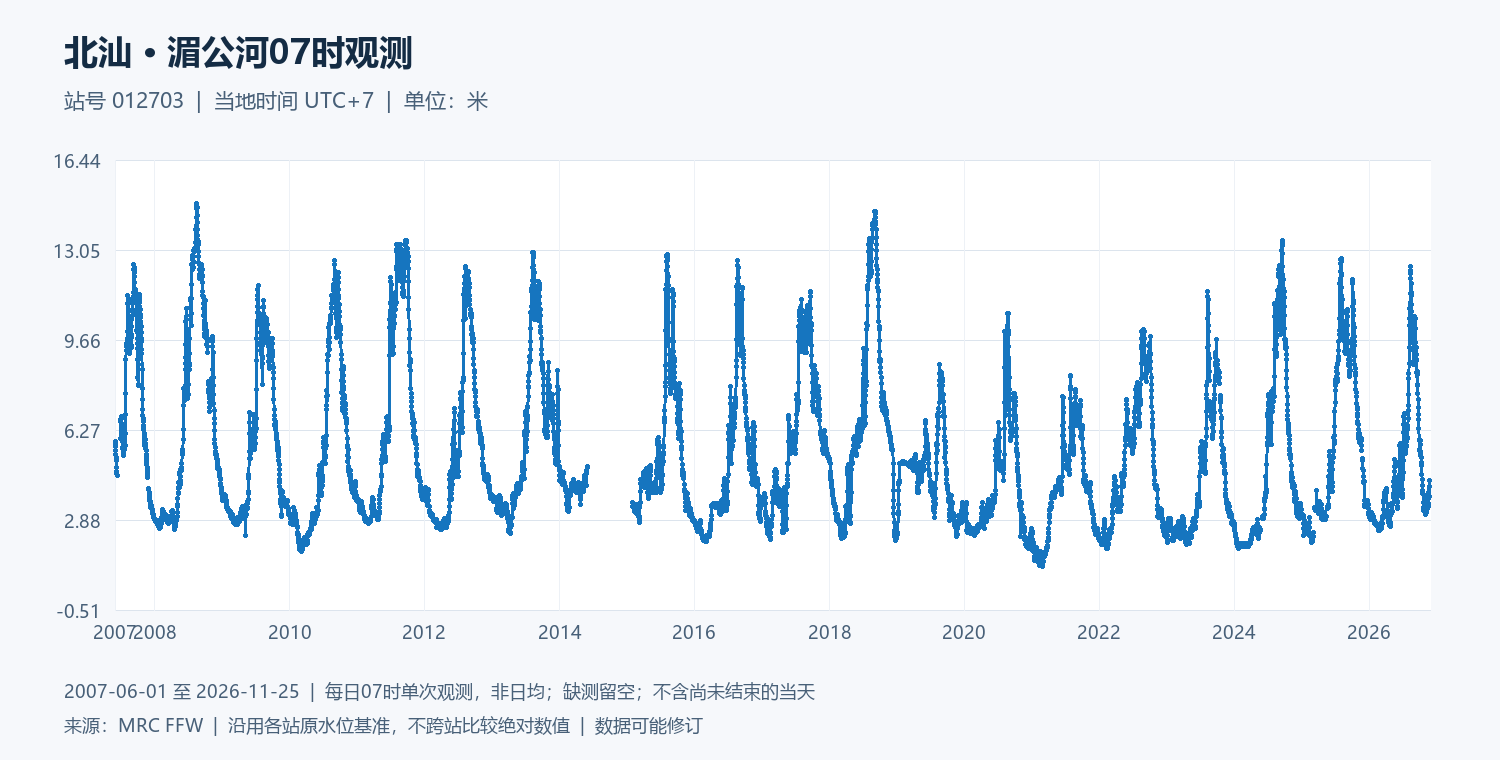 北汕・湄公河07时观测
站号 012703 | 当地时间 UTC+7 | 单位：米
16.44
13.05
9.66
6.27
2.88
-0.51
2007 2008 2010 2012 2014 2016 2018 2020 2022 2024 2026
2007-06-01 至 2026-11-25 | 每日07时单次观测，非日均；缺测留空；不含尚未结束的当天
来源：MRC FFW | 沿用各站原水位基准，不跨站比较绝对数值 | 数据可能修订